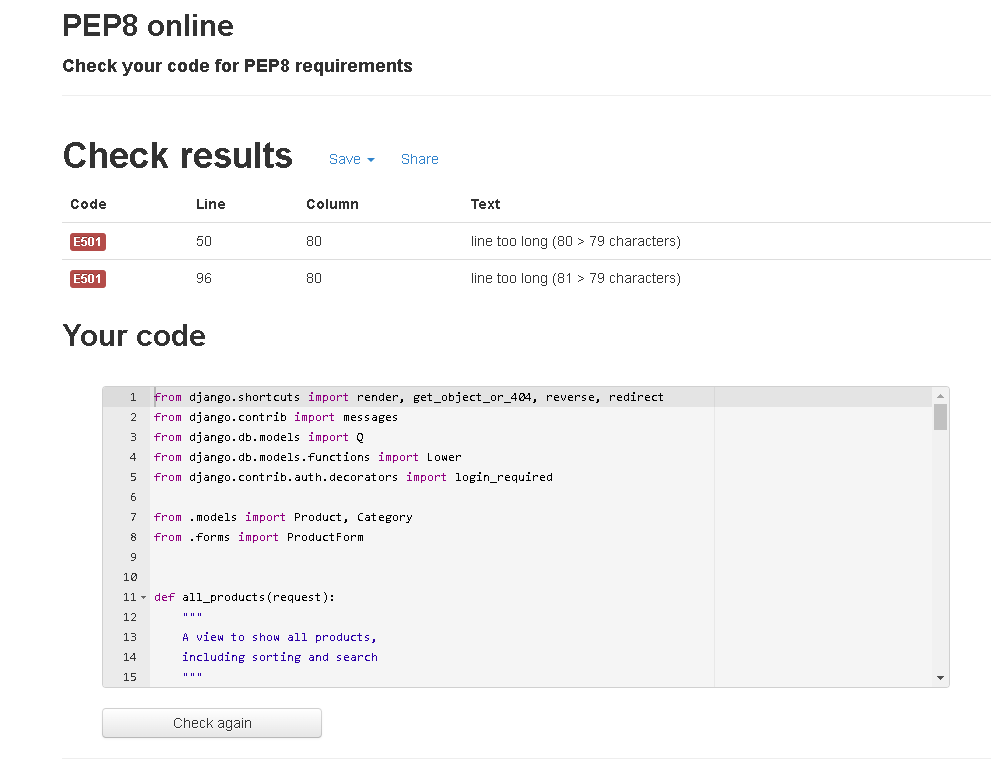 PEP8 online
Check your code for PEP8 requirements
Check results Save Share
Code Line Column Text
E501 50 80 line too long (80 > 79 characters)
E501 96 80 line too long (81 > 79 characters)
Your code
1 from django.shortcuts import render, get_object_or_404, reverse, redirect
2 from django.contrib import messages
3 from django.db.models import Q
4 from django.db.models.functions import Lower
5 from django.contrib.auth.decorators import login_required
6
7 from .models import Product, Category
8 from .forms import ProductForm
9
10
11 def all_products(request):
12 """
13 A view to show all products,
14 including sorting and search
15 """
Check again